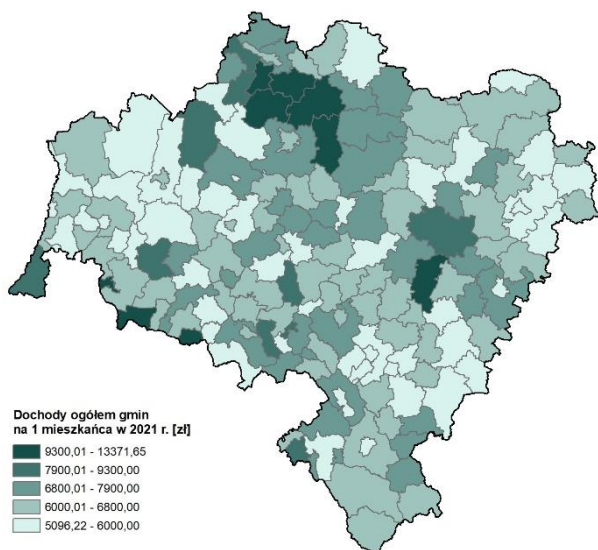 Dochody ogółem gmin
na 1 mieszkańca w 2021 r. [zł]
9300,01 - 13371,65
7900,01 - 9300,00
6800,01 - 7900,00
6000,01 - 6800,00
5096,22 - 6000,00